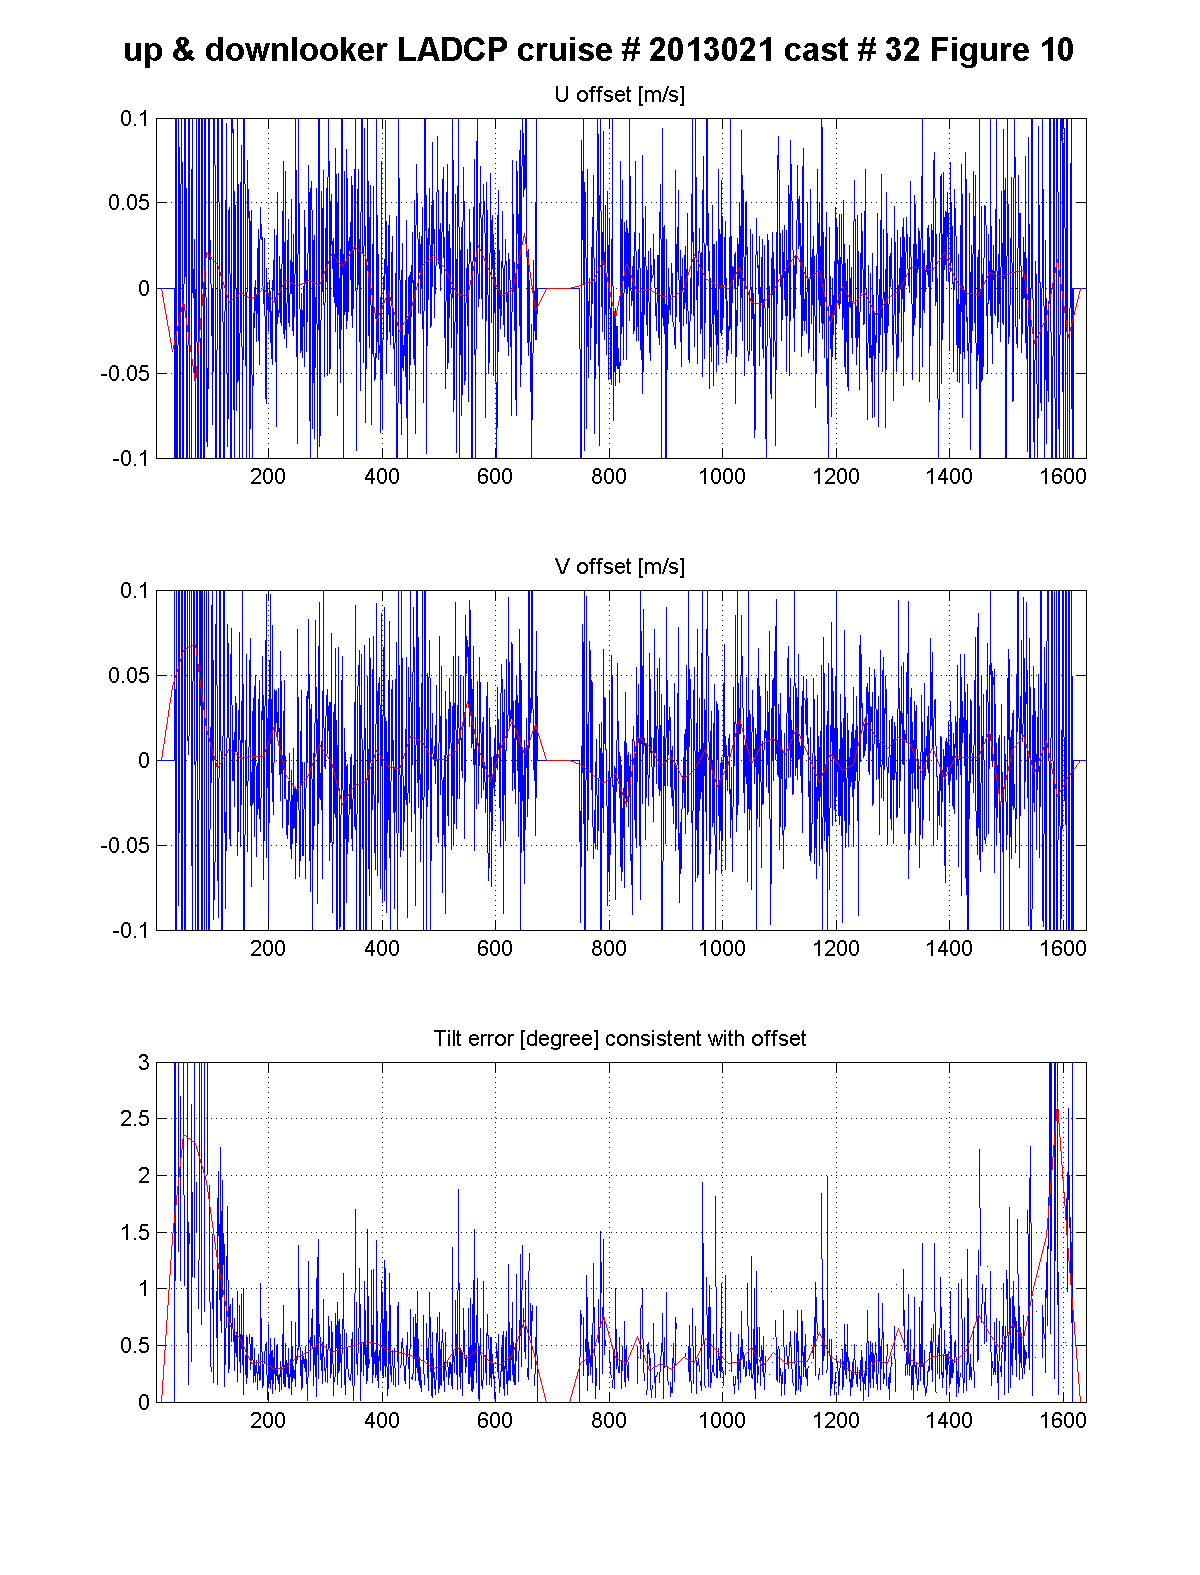 up & downlooker LADCP cruise # 2013021 cast # 32 Figure 10
U offset [m/s]
0.1
0.05
0
-0.05
-0.1
200 400 600 800 1000 1200 1400 1600
V offset [m/s]
0.1
0.05
0
-0.05
-0.1
200 400 600 800 1000 1200 1400 1600
Tilt error [degree] consistent with offset
3
2.5
2
1.5
1
0.5
0
200 400 600 800 1000 1200 1400 1600